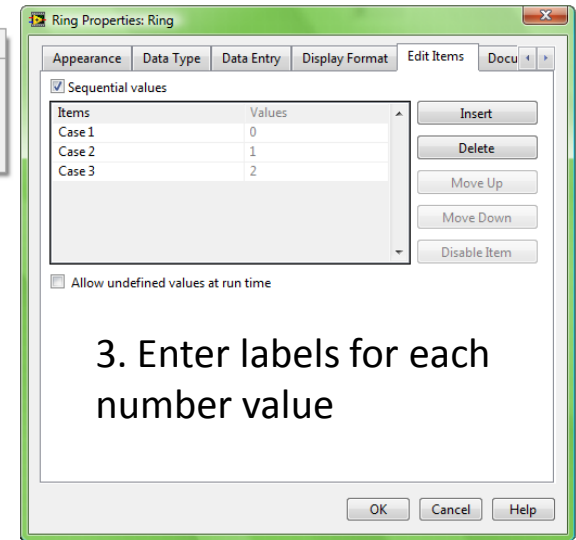 Ring Properties: Ring
Appearance Data Type Data Entry Display Format Edit Items Docu
Sequential values
Items Values
Case 1 0
Case 2 1
Case 3 2
Insert
Delete
Move Up
Move Down
Disable Item
Allow undefined values at run time
3. Enter labels for each
number value
OK Cancel Help